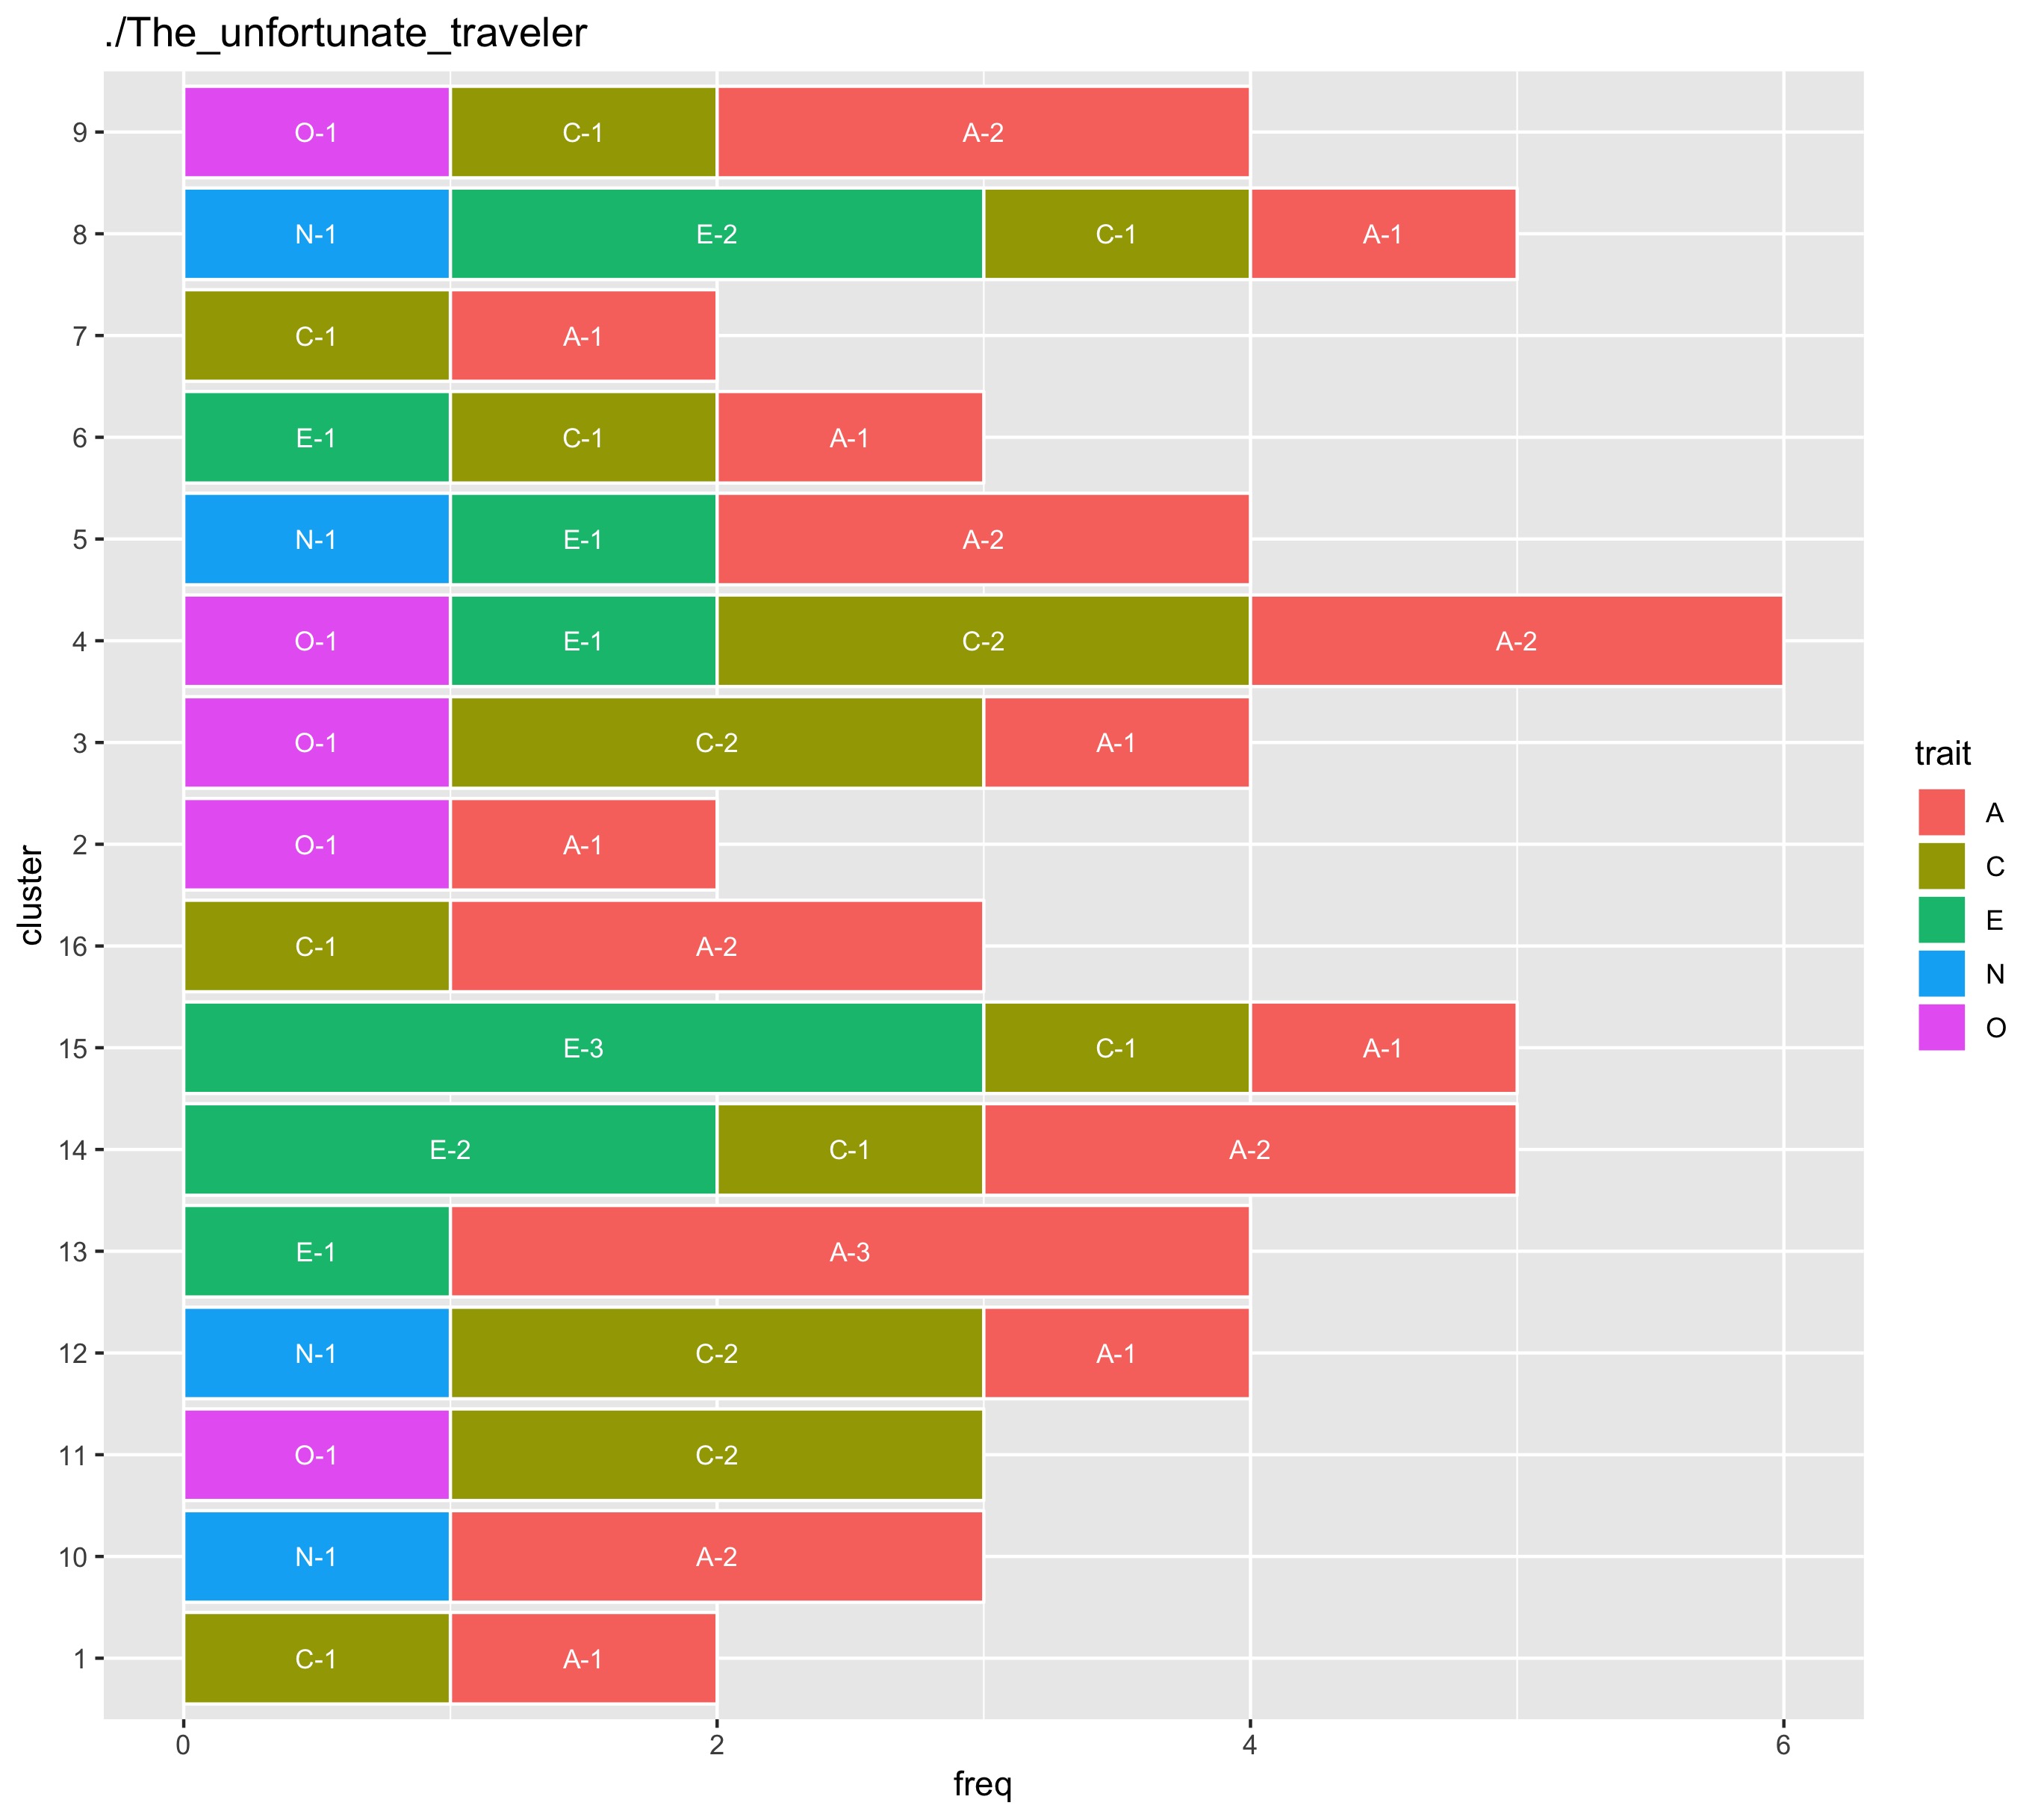 ./The_unfortunate_traveler
9 O-1 C-1 A-2
8 N-1 E-2 C-1 A-1
7 C-1 A-1
6 E-1 C-1 A-1
5 N-1 E-1 A-2
4 O-1 E-1 C-2 A-2
3 O-1 C-2 A-1
2 O-1 A-1
16 C-1 A-2
15 E-3 C-1 A-1
14 E-2 C-1 A-2
13 E-1 A-3
12 N-1 C-2 A-1
11 O-1 C-2
10 N-1 A-2
1 C-1 A-1
0 2 4 6
freq
cluster
trait
A
C
E
N
O